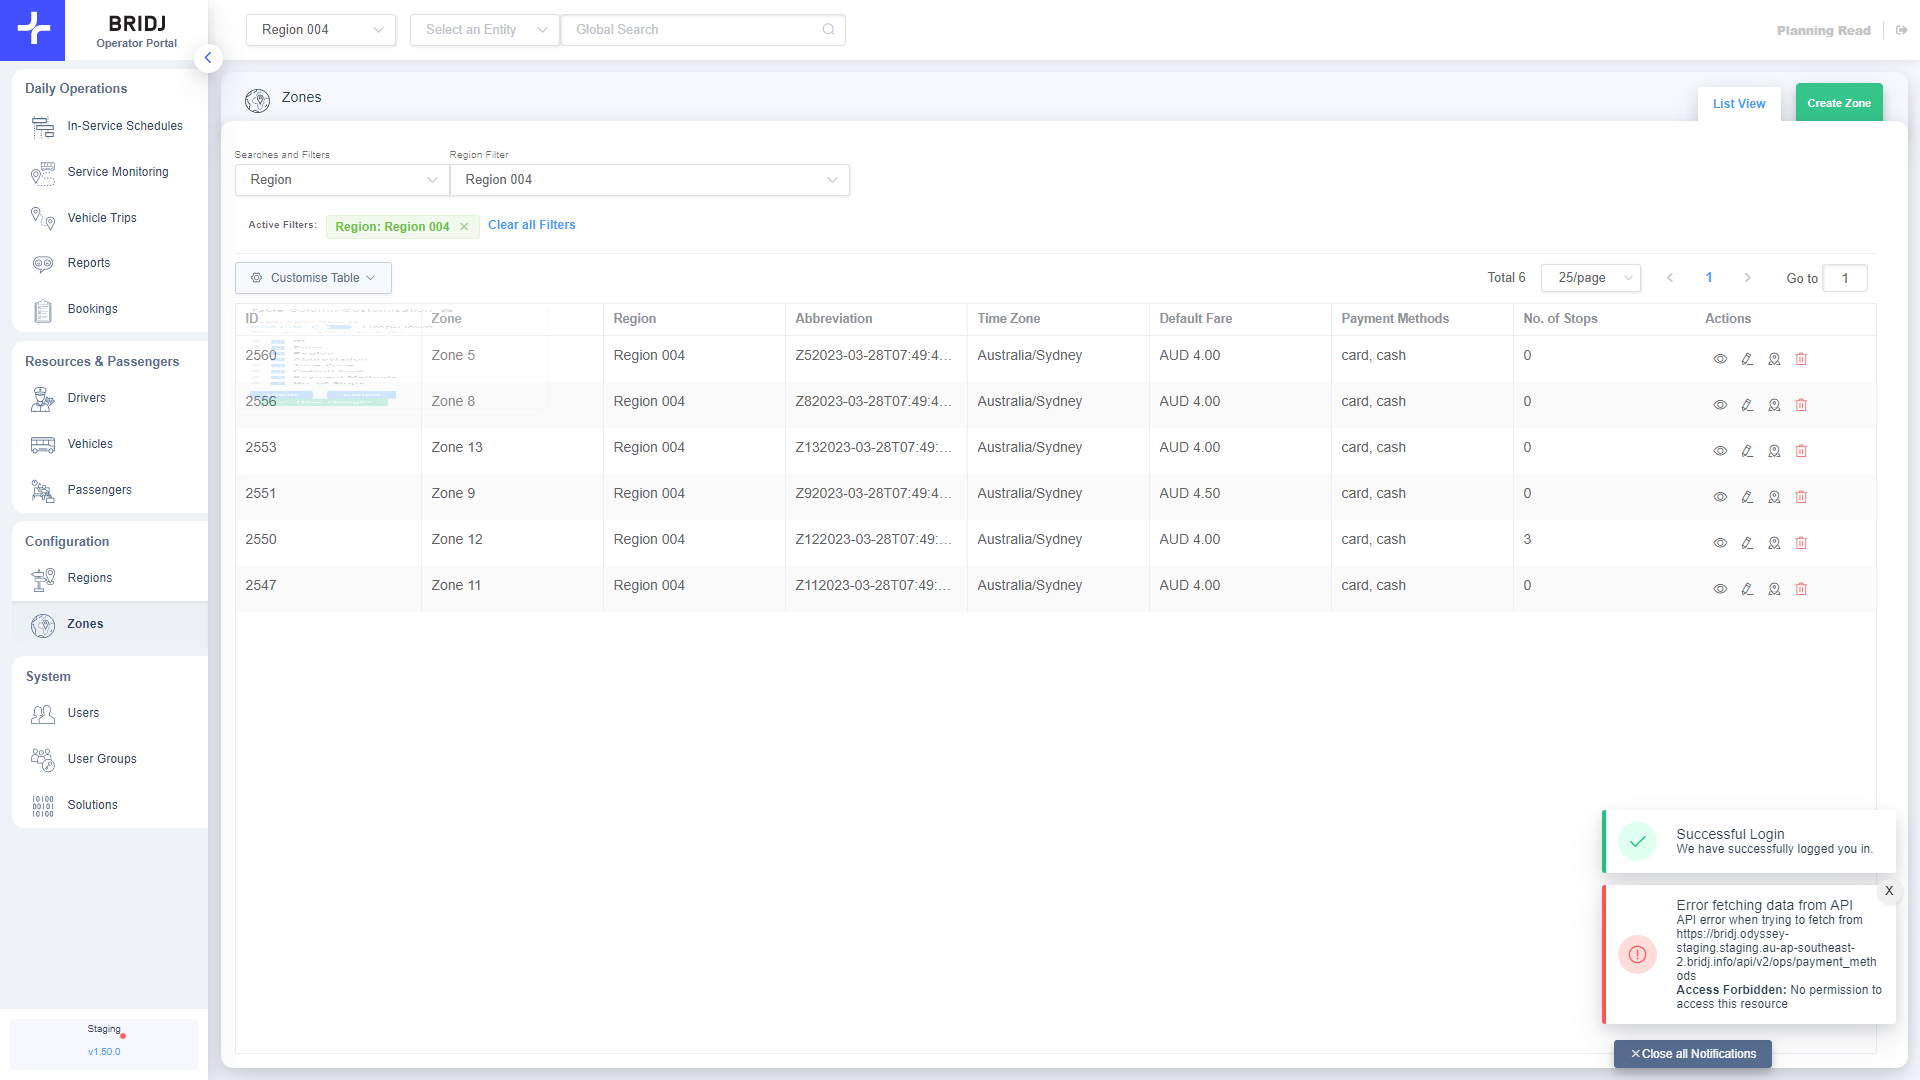 BRIDJ
Operator Portal
Region 004
Select an Entity
Global Search
Planning Read
Daily Operations
In-Service Schedules
Service Monitoring
Vehicle Trips
Reports
Bookings
Resources & Passengers
Drivers
Vehicles
Passengers
Configuration
Regions
Zones
System
Users
User Groups
Solutions
Staging
v1.50.0
Zones
List View
Create Zone
Searches and Filters
Region Filter
Region
Region 004
Active Filters:
Region: Region 004
Clear all Filters
Customise Table
Total 6
25/page
1
Go to
1
ID Zone Region Abbreviation Time Zone Default Fare Payment Methods No. of Stops Actions
2560 Zone 5 Region 004 Z52023-03-28T07:49:4... Australia/Sydney AUD 4.00 card, cash 0
2556 Zone 8 Region 004 Z82023-03-28T07:49:4... Australia/Sydney AUD 4.00 card, cash 0
2553 Zone 13 Region 004 Z132023-03-28T07:49:... Australia/Sydney AUD 4.00 card, cash 0
2551 Zone 9 Region 004 Z92023-03-28T07:49:4... Australia/Sydney AUD 4.50 card, cash 0
2550 Zone 12 Region 004 Z122023-03-28T07:49:... Australia/Sydney AUD 4.00 card, cash 3
2547 Zone 11 Region 004 Z112023-03-28T07:49:... Australia/Sydney AUD 4.00 card, cash 0
Successful Login
We have successfully logged you in.
X
Error fetching data from API
API error when trying to fetch from
https://bridj.odyssey-
staging.staging.au-ap-southeast-
2.bridj.info/api/v2/ops/payment_meth
ods
Access Forbidden: No permission to
access this resource
Close all Notifications